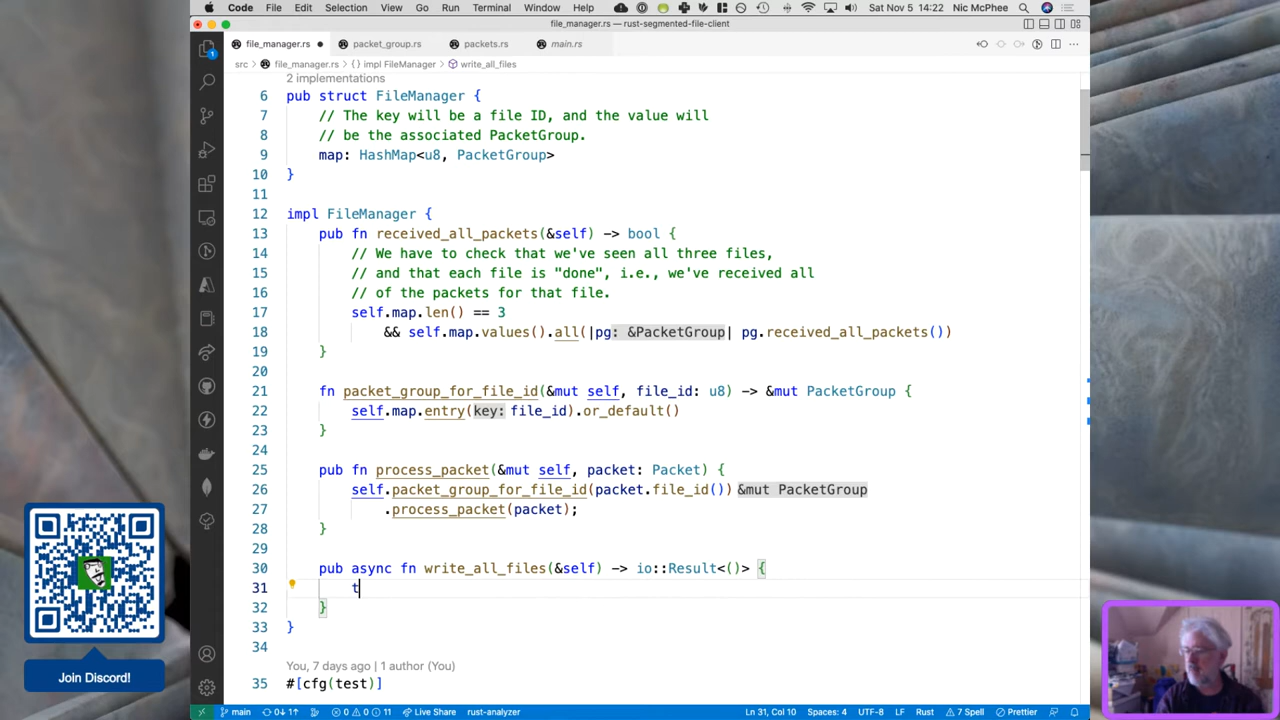 Code File Edit Selection View Go Run Terminal Window Help Sat Nov 5 14:22 Nic McPhee
file_manager.rs — rust-segmented-file-client
file_manager.rs packet_group.rs packets.rs main.rs
src > file_manager.rs > {} impl FileManager > write_all_files
2 implementations
6 pub struct FileManager {
7 // The key will be a file ID, and the value will
8 // be the associated PacketGroup.
9 map: HashMap<u8, PacketGroup>
10 }
11
12 impl FileManager {
13 pub fn received_all_packets(&self) -> bool {
14 // We have to check that we've seen all three files,
15 // and that each file is "done", i.e., we've received all
16 // of the packets for that file.
17 self.map.len() == 3
18 && self.map.values().all(|pg: &PacketGroup| pg.received_all_packets())
19 }
20
21 fn packet_group_for_file_id(&mut self, file_id: u8) -> &mut PacketGroup {
22 self.map.entry(key: file_id).or_default()
23 }
24
25 pub fn process_packet(&mut self, packet: Packet) {
26 self.packet_group_for_file_id(packet.file_id()) &mut PacketGroup
27 .process_packet(packet);
28 }
29
30 pub async fn write_all_files(&self) -> io::Result<()> {
31 t
32 }
33 }
34
You, 7 days ago | 1 author (You)
35 #[cfg(test)]
Join Discord!
main 0↓ 1↑ 0 0 11 Live Share rust-analyzer Ln 31, Col 10 Spaces: 4 UTF-8 LF Rust 7 Spell Prettier